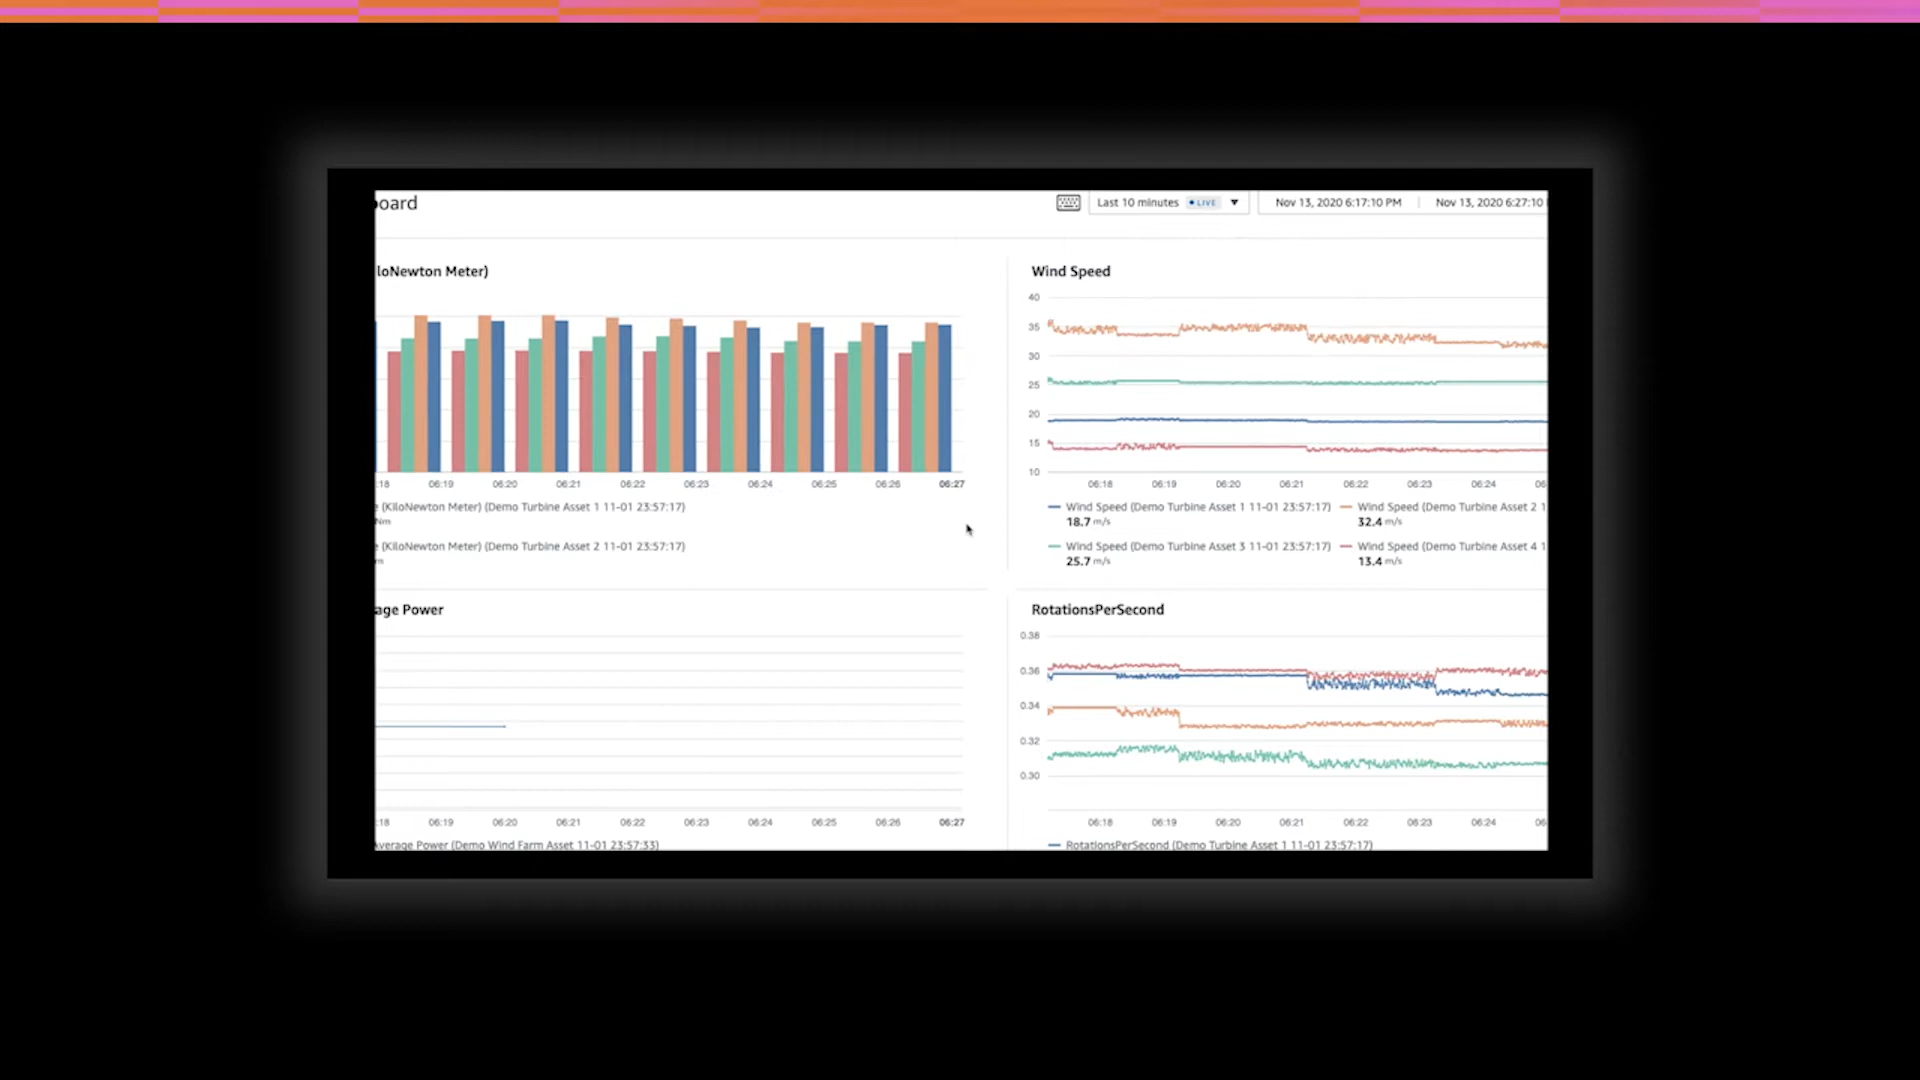 board
Last 10 minutes • LIVE ▼
Nov 13, 2020 6:17:10 PM | Nov 13, 2020 6:27:10
loNewton Meter)
:18 06:19 06:20 06:21 06:22 06:23 06:24 06:25 06:26 06:27
e (KiloNewton Meter) (Demo Turbine Asset 1 11-01 23:57:17)
Nm
e (KiloNewton Meter) (Demo Turbine Asset 2 11-01 23:57:17)
m
Wind Speed
40
35
30
25
20
15
10
06:18 06:19 06:20 06:21 06:22 06:23 06:24 06
Wind Speed (Demo Turbine Asset 1 11-01 23:57:17) Wind Speed (Demo Turbine Asset 2 1
18.7 m/s 32.4 m/s
Wind Speed (Demo Turbine Asset 3 11-01 23:57:17) Wind Speed (Demo Turbine Asset 4 1
25.7 m/s 13.4 m/s
age Power
:18 06:19 06:20 06:21 06:22 06:23 06:24 06:25 06:26 06:27
Average Power (Demo Wind Farm Asset 11-01 23:57:33)
RotationsPerSecond
0.38
0.36
0.34
0.32
0.30
06:18 06:19 06:20 06:21 06:22 06:23 06:24 06
RotationsPerSecond (Demo Turbine Asset 1 11-01 23:57:17)